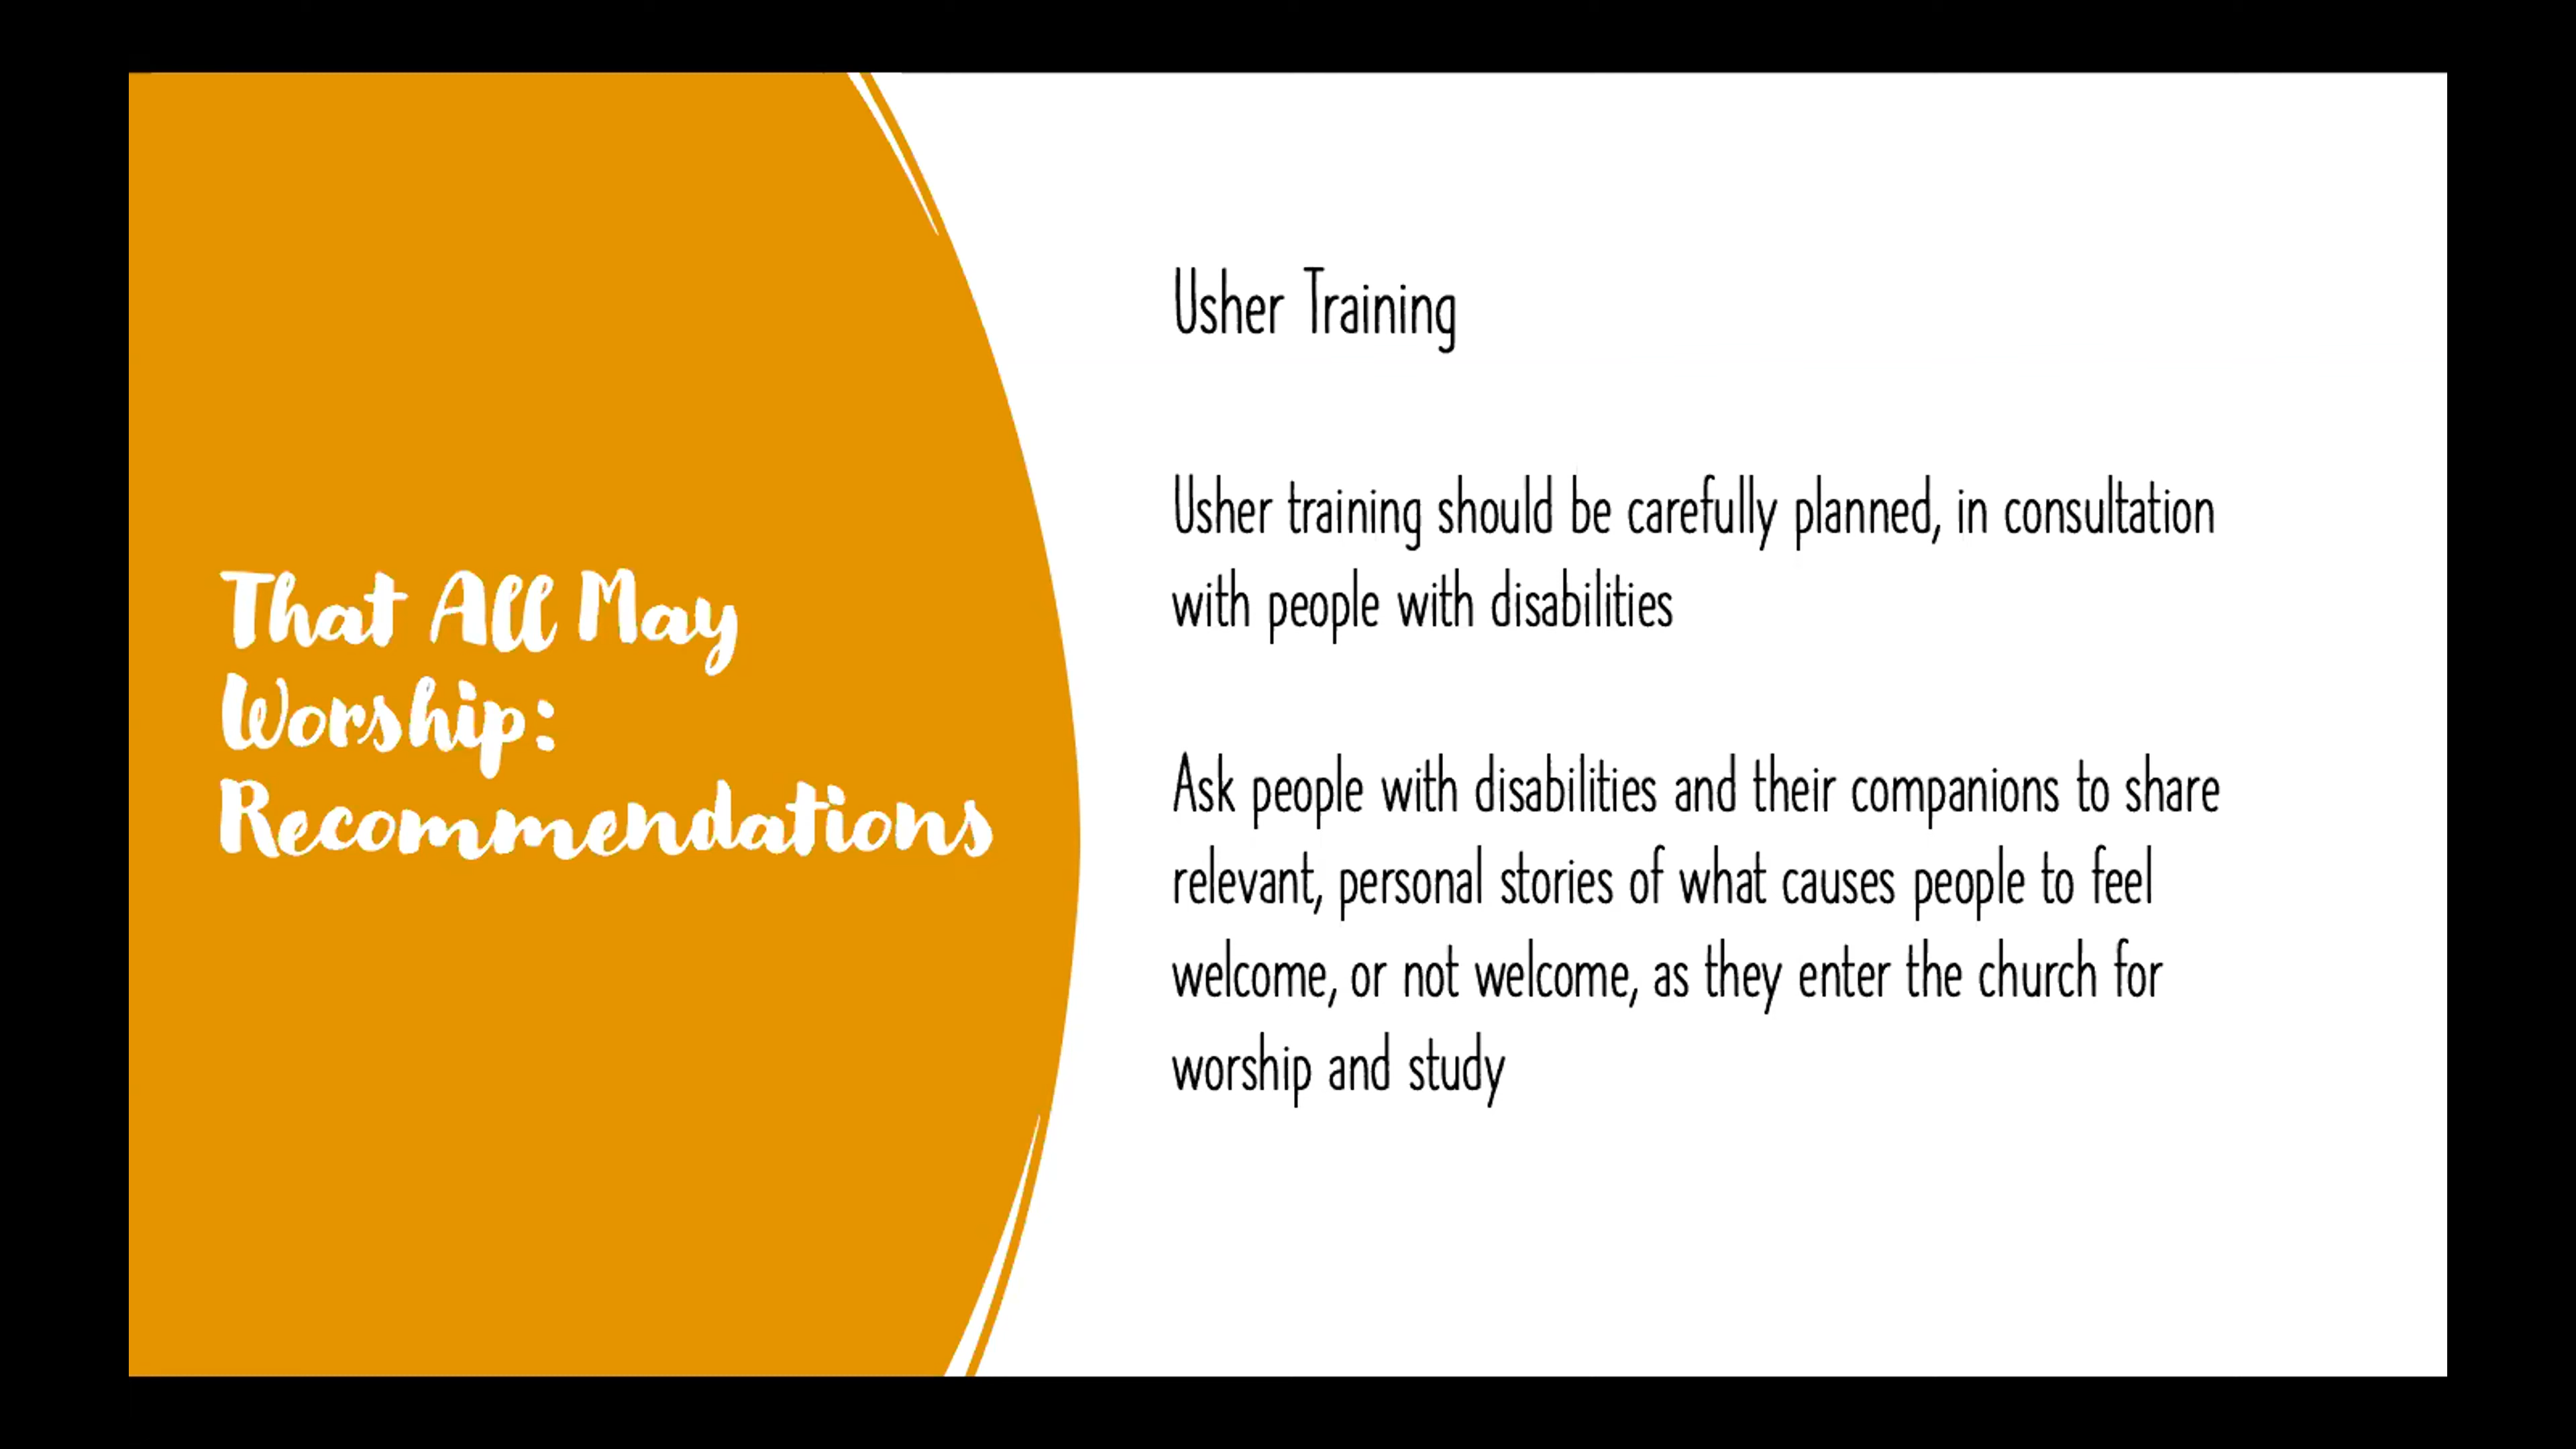 That All May
Worship:
Recommendations
Usher Training
Usher training should be carefully planned, in consultation
with people with disabilities
Ask people with disabilities and their companions to share
relevant, personal stories of what causes people to feel
welcome, or not welcome, as they enter the church for
worship and study